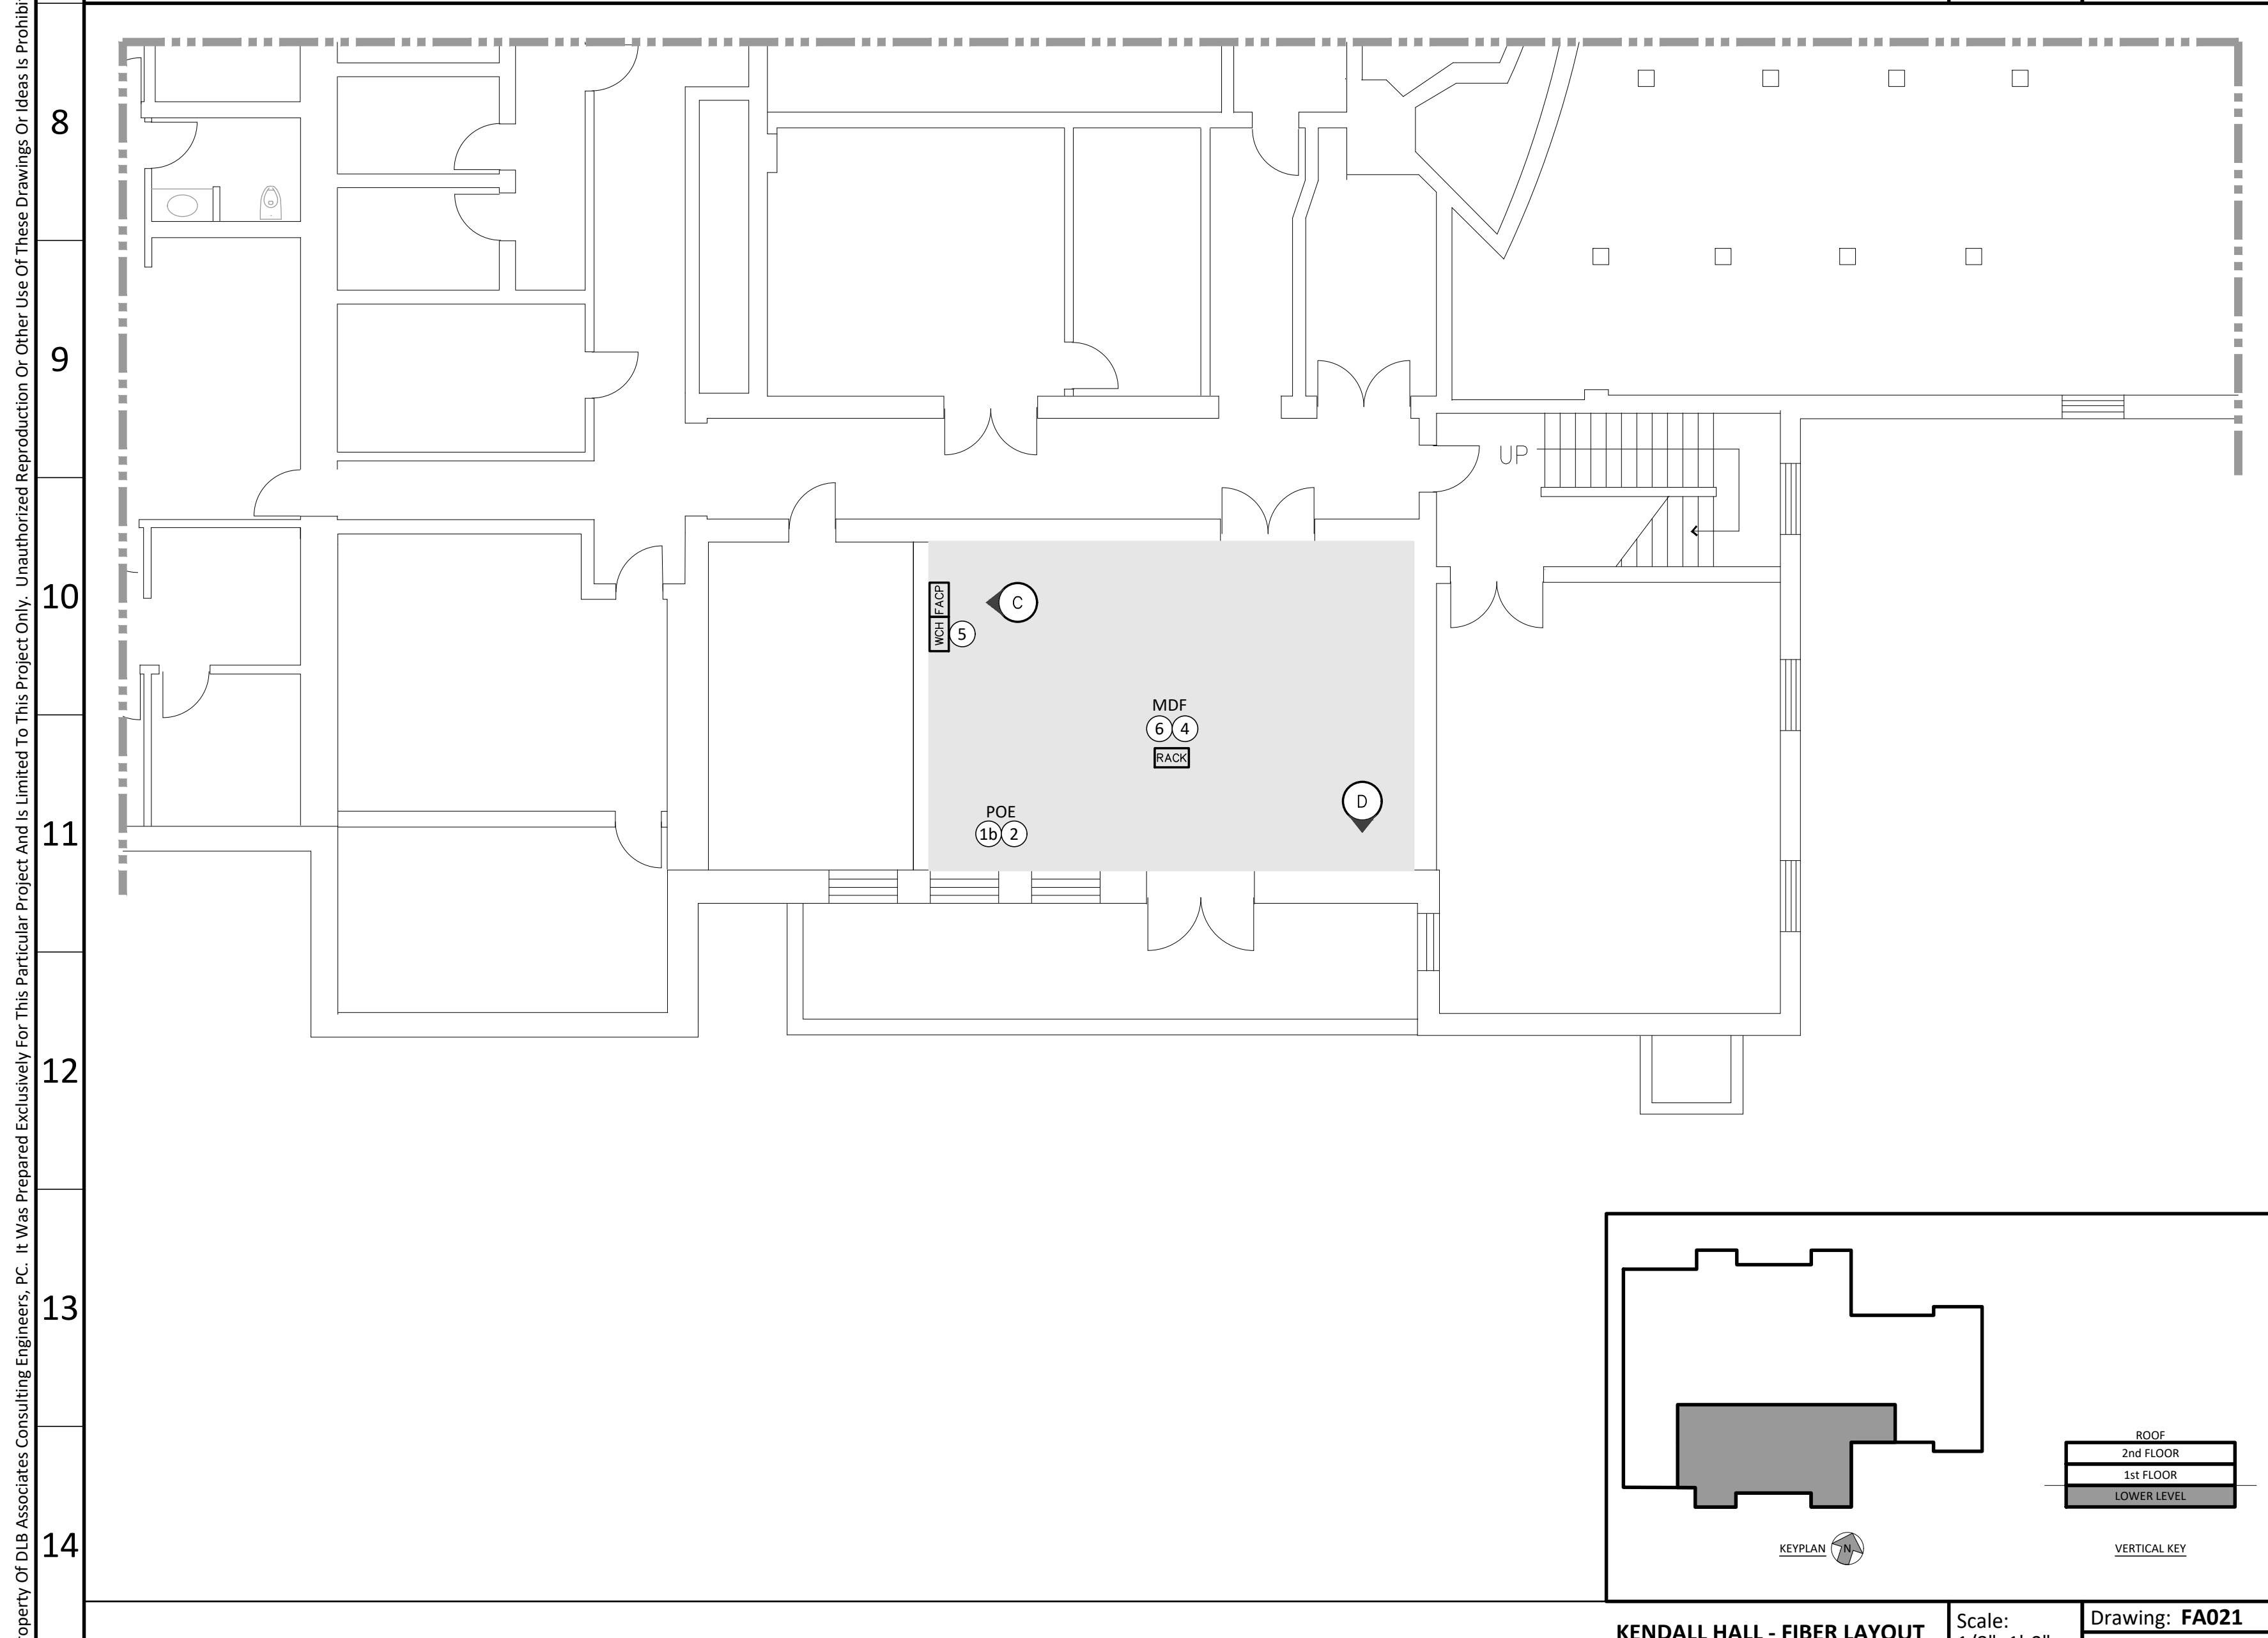 Property Of DLB Associates Consulting Engineers, PC. It Was Prepared Exclusively For This Particular Project And Is Limited To This Project Only. Unauthorized Reproduction Or Other Use Of These Drawings Or Ideas Is Prohibi
8
9
10
11
12
13
14
UP
FACP
C
WCH
5
MDF
6 4
RACK
D
POE
1b 2
ROOF
2nd FLOOR
1st FLOOR
LOWER LEVEL
KEYPLAN N
VERTICAL KEY
KENDALL HALL - FIBER LAYOUT
Scale:
Drawing: FA021